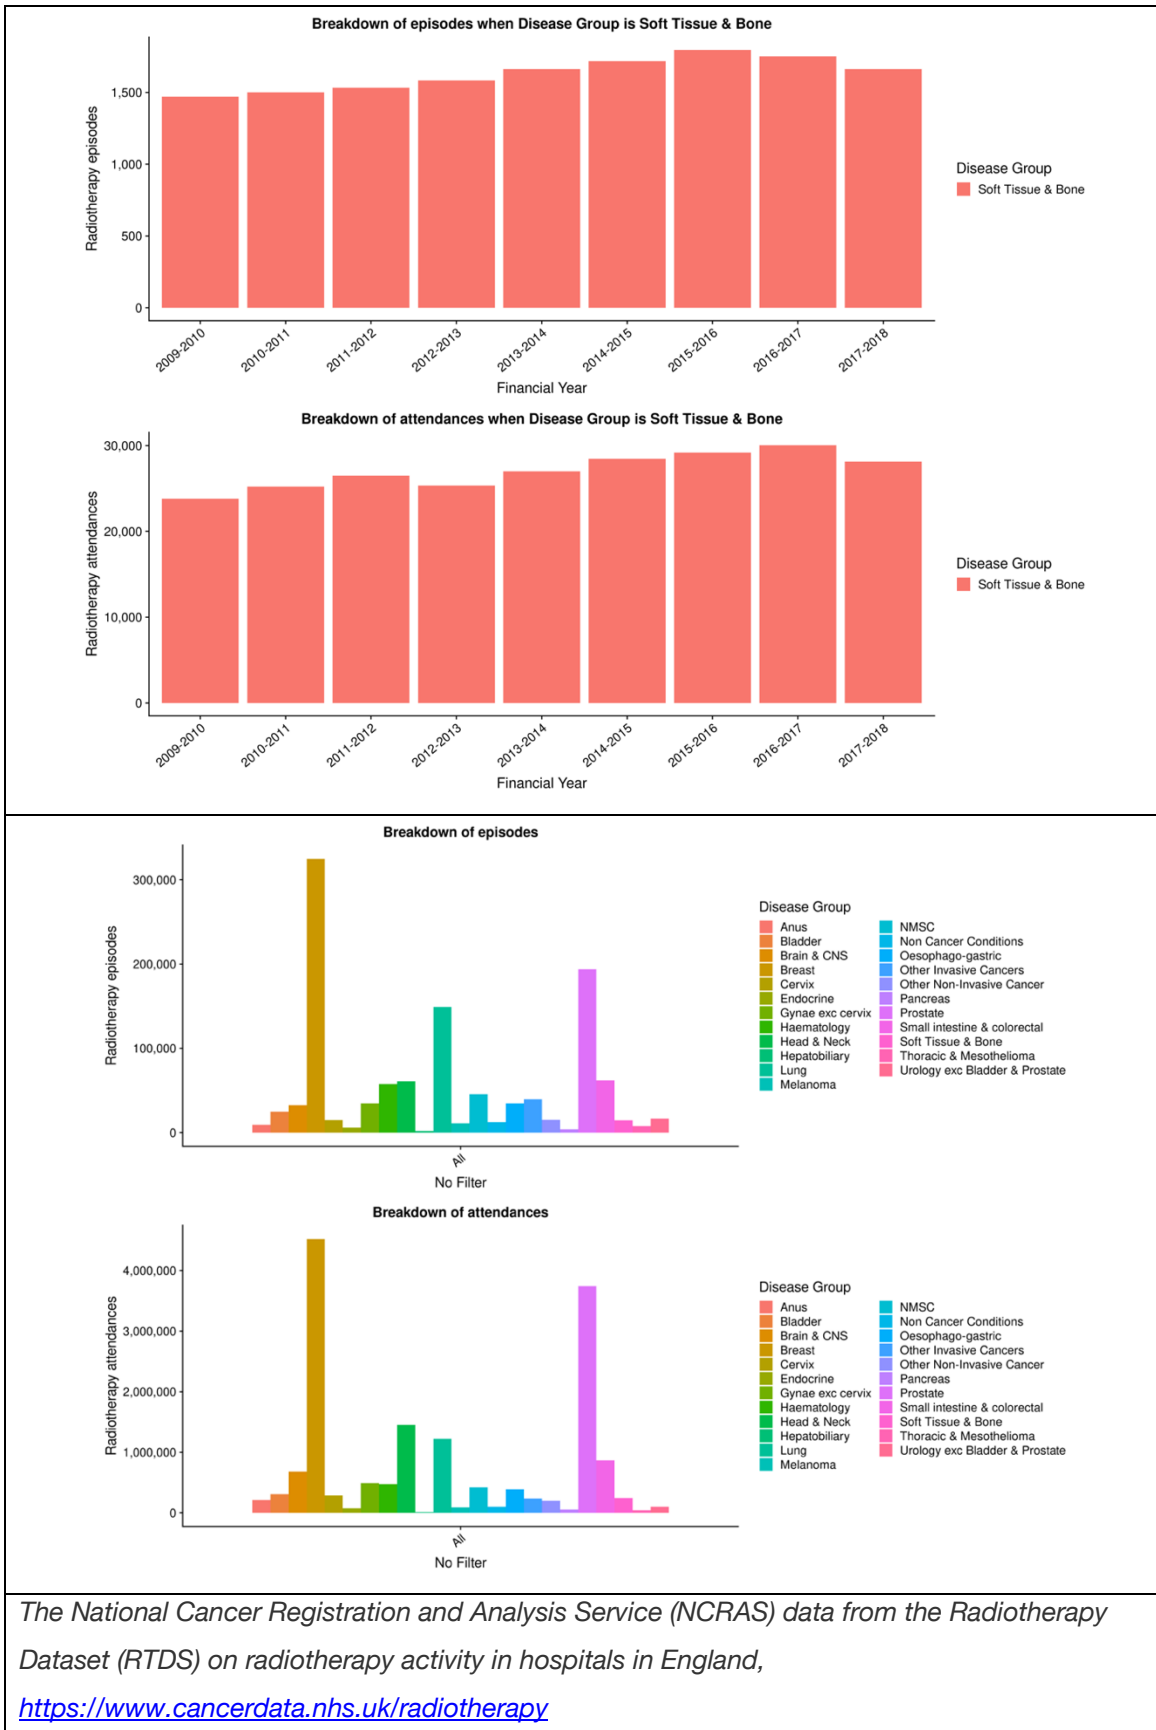 Breakdown of episodes when Disease Group is Soft Tissue & Bone
Radiotherapy episodes
1,500
1,000
500
0
2009-2010
2010-2011
2011-2012
2012-2013
2013-2014
2014-2015
2015-2016
2016-2017
2017-2018
Financial Year
Disease Group
Soft Tissue & Bone
Breakdown of attendances when Disease Group is Soft Tissue & Bone
Radiotherapy attendances
30,000
20,000
10,000
0
2009-2010
2010-2011
2011-2012
2012-2013
2013-2014
2014-2015
2015-2016
2016-2017
2017-2018
Financial Year
Disease Group
Soft Tissue & Bone
Breakdown of episodes
Radiotherapy episodes
300,000
200,000
100,000
0
All
No Filter
Disease Group
Anus
Bladder
Brain & CNS
Breast
Cervix
Endocrine
Gynae exc cervix
Haematology
Head & Neck
Hepatobiliary
Lung
Melanoma
NMSC
Non Cancer Conditions
Oesophago-gastric
Other Invasive Cancers
Other Non-Invasive Cancer
Pancreas
Prostate
Small intestine & colorectal
Soft Tissue & Bone
Thoracic & Mesothelioma
Urology exc Bladder & Prostate
Breakdown of attendances
Radiotherapy attendances
4,000,000
3,000,000
2,000,000
1,000,000
0
All
No Filter
Disease Group
Anus
Bladder
Brain & CNS
Breast
Cervix
Endocrine
Gynae exc cervix
Haematology
Head & Neck
Hepatobiliary
Lung
Melanoma
NMSC
Non Cancer Conditions
Oesophago-gastric
Other Invasive Cancers
Other Non-Invasive Cancer
Pancreas
Prostate
Small intestine & colorectal
Soft Tissue & Bone
Thoracic & Mesothelioma
Urology exc Bladder & Prostate
The National Cancer Registration and Analysis Service (NCRAS) data from the Radiotherapy
Dataset (RTDS) on radiotherapy activity in hospitals in England,
https://www.cancerdata.nhs.uk/radiotherapy